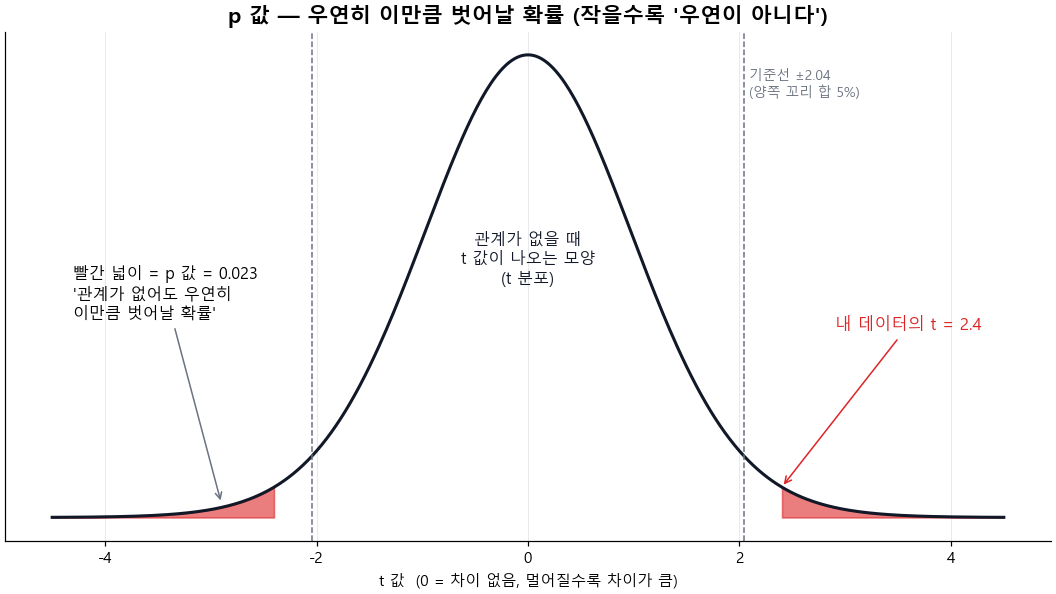 p 값 — 우연히 이만큼 벗어날 확률 (작을수록 '우연이 아니다')
기준선 ±2.04
(양쪽 꼬리 합 5%)
관계가 없을 때
t 값이 나오는 모양
(t 분포)
빨간 넓이 = p 값 = 0.023
'관계가 없어도 우연히
이만큼 벗어날 확률'
내 데이터의 t = 2.4
-4 -2 0 2 4
t 값  (0 = 차이 없음, 멀어질수록 차이가 큼)